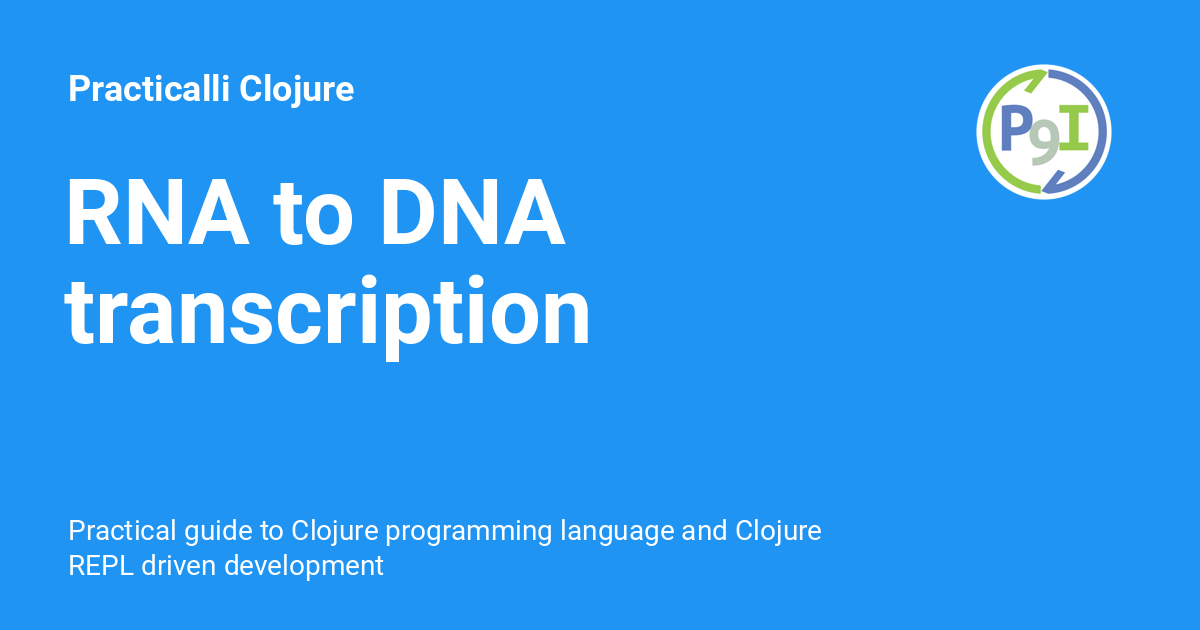 Practicalli Clojure
P9I
RNA to DNA
transcription
Practical guide to Clojure programming language and Clojure
REPL driven development